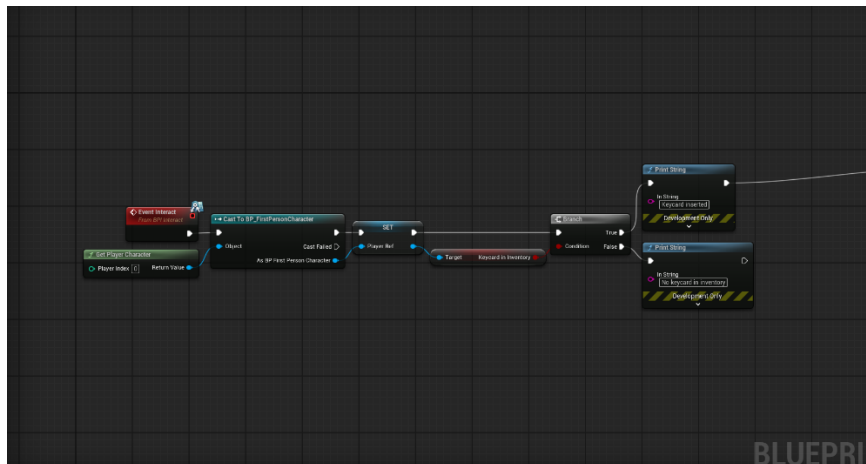 Event Interact
From BPI Interact
Get Player Character
Player Index 0
Return Value
Cast To BP_FirstPersonCharacter
Object
Cast Failed
As BP First Person Character
SET
Player Ref
Target
Keycard in Inventory
Branch
Condition
True
False
Print String
In String
Keycard inserted
Development Only
Print String
In String
No keycard in inventory
Development Only
BLUEPRI